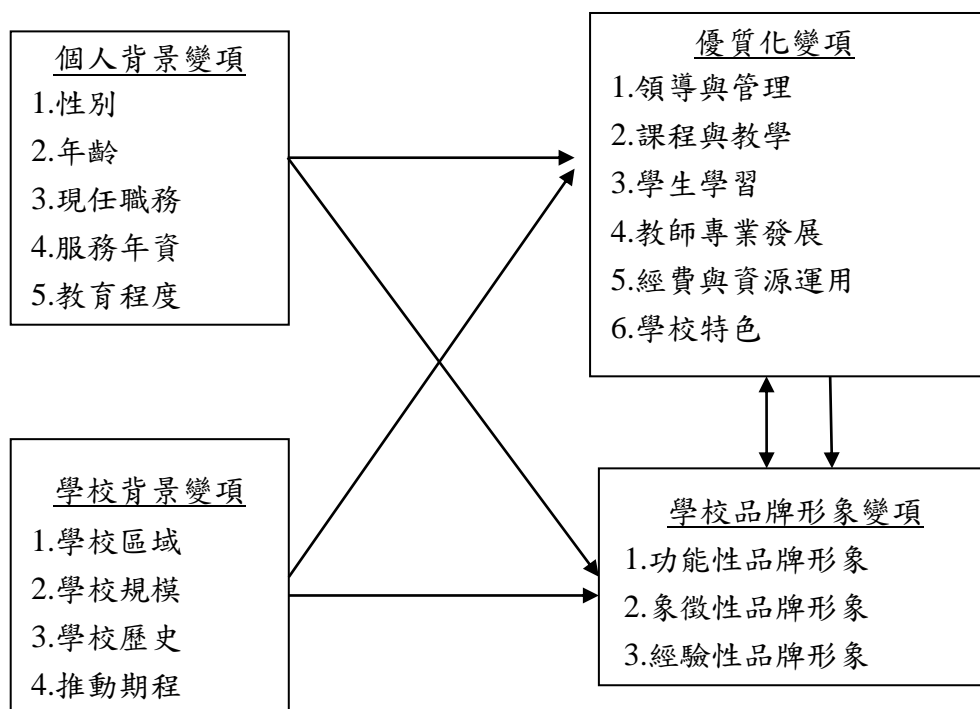 個人背景變項
1.性別
2.年齡
3.現任職務
4.服務年資
5.教育程度
優質化變項
1.領導與管理
2.課程與教學
3.學生學習
4.教師專業發展
5.經費與資源運用
6.學校特色
學校背景變項
1.學校區域
2.學校規模
3.學校歷史
4.推動期程
學校品牌形象變項
1.功能性品牌形象
2.象徵性品牌形象
3.經驗性品牌形象